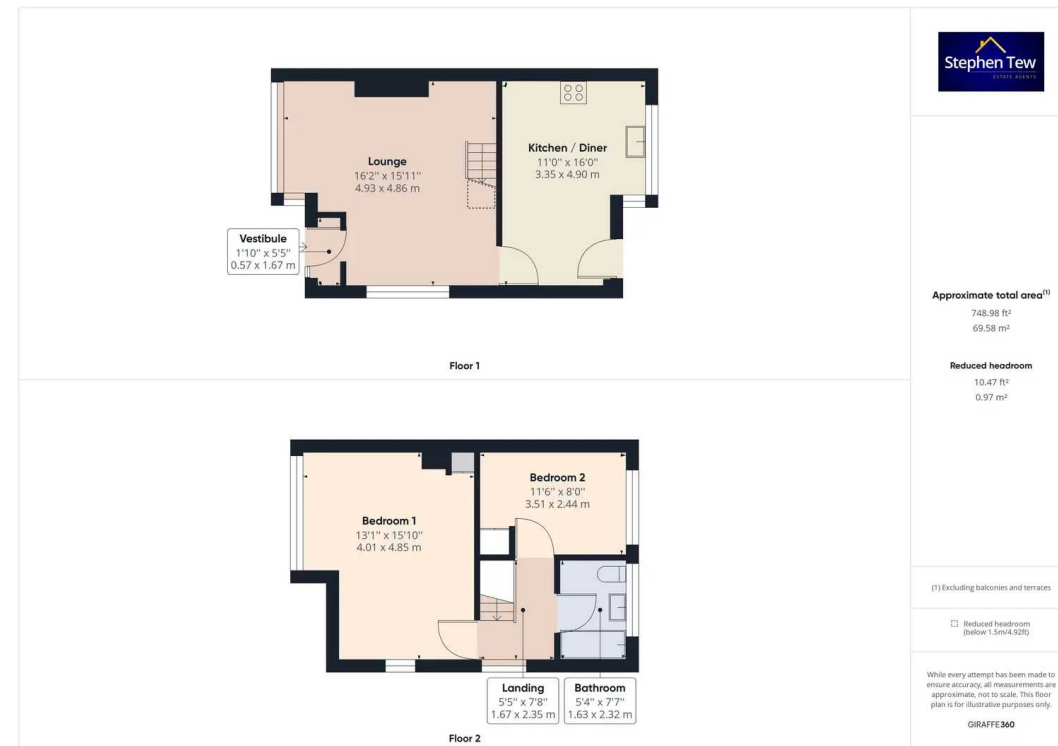 Lounge
16'2" x 15'11"
4.93 x 4.86 m
Kitchen / Diner
11'0" x 16'0"
3.35 x 4.90 m
Vestibule
1'10" x 5'5"
0.57 x 1.67 m
Floor 1
Bedroom 1
13'1" x 15'10"
4.01 x 4.85 m
Bedroom 2
11'6" x 8'0"
3.51 x 2.44 m
Landing
5'5" x 7'8"
1.67 x 2.35 m
Bathroom
5'4" x 7'7"
1.63 x 2.32 m
Floor 2
Stephen Tew
ESTATE AGENTS
Approximate total area(1)
748.98 ft²
69.58 m²
Reduced headroom
10.47 ft²
0.97 m²
(1) Excluding balconies and terraces
Reduced headroom
(below 1.5m/4.92ft)
While every attempt has been made to
ensure accuracy, all measurements are
approximate, not to scale. This floor
plan is for illustrative purposes only.
GIRAFFE360